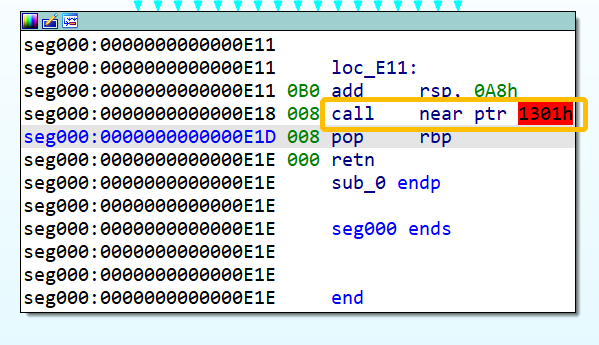 seg000:0000000000000E11
seg000:0000000000000E11 loc_E11:
seg000:0000000000000E11 0B0 add rsp, 0A8h
seg000:0000000000000E18 008 call near ptr 1301h
seg000:0000000000000E1D 008 pop rbp
seg000:0000000000000E1E 000 retn
seg000:0000000000000E1E sub_0 endp
seg000:0000000000000E1E
seg000:0000000000000E1E seg000 ends
seg000:0000000000000E1E
seg000:0000000000000E1E
seg000:0000000000000E1E end